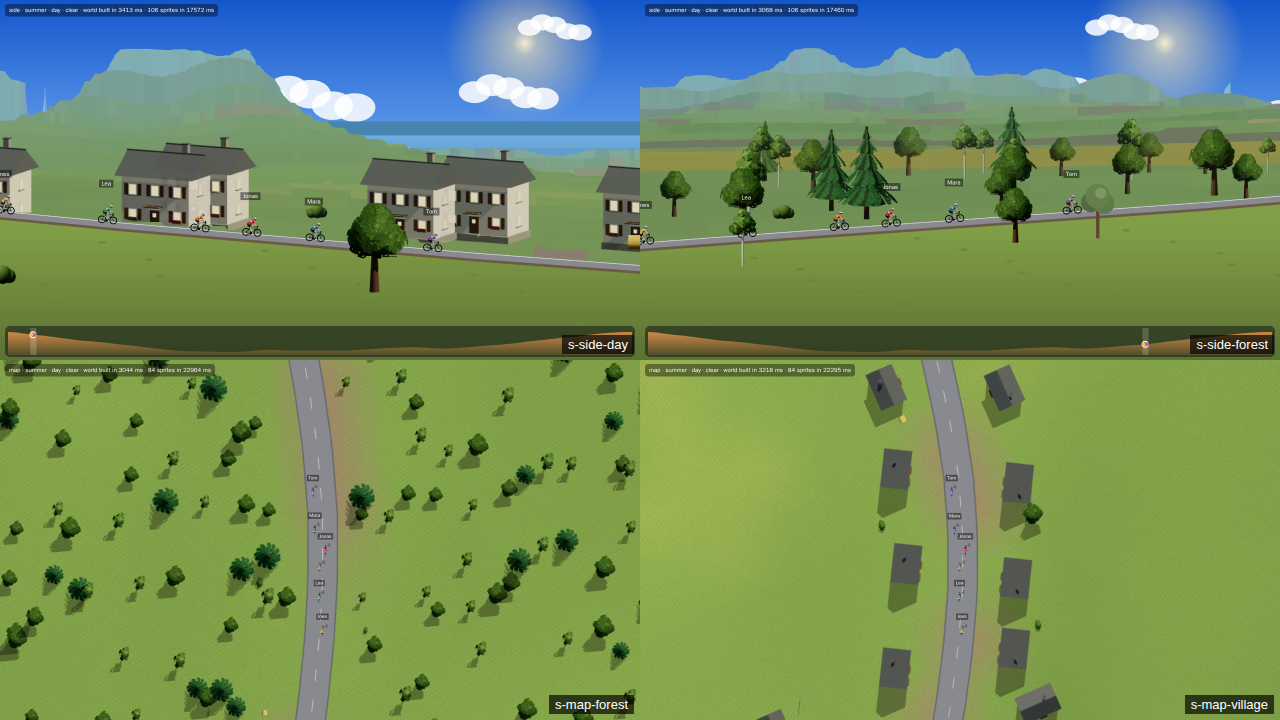 side · summer · day · clear · world built in 3413 ms · 106 sprites in 17572 ms
Lea
Jonas
Mara
Tom
s-side-day
side · summer · day · clear · world built in 3068 ms · 106 sprites in 17460 ms
Lea
Jonas
Mara
Tom
s-side-forest
map · summer · day · clear · world built in 3044 ms · 84 sprites in 22964 ms
Tom
Mara
Jonas
Lea
Ines
s-map-forest
map · summer · day · clear · world built in 3218 ms · 84 sprites in 22295 ms
Tom
Mara
Jonas
Lea
Ines
s-map-village